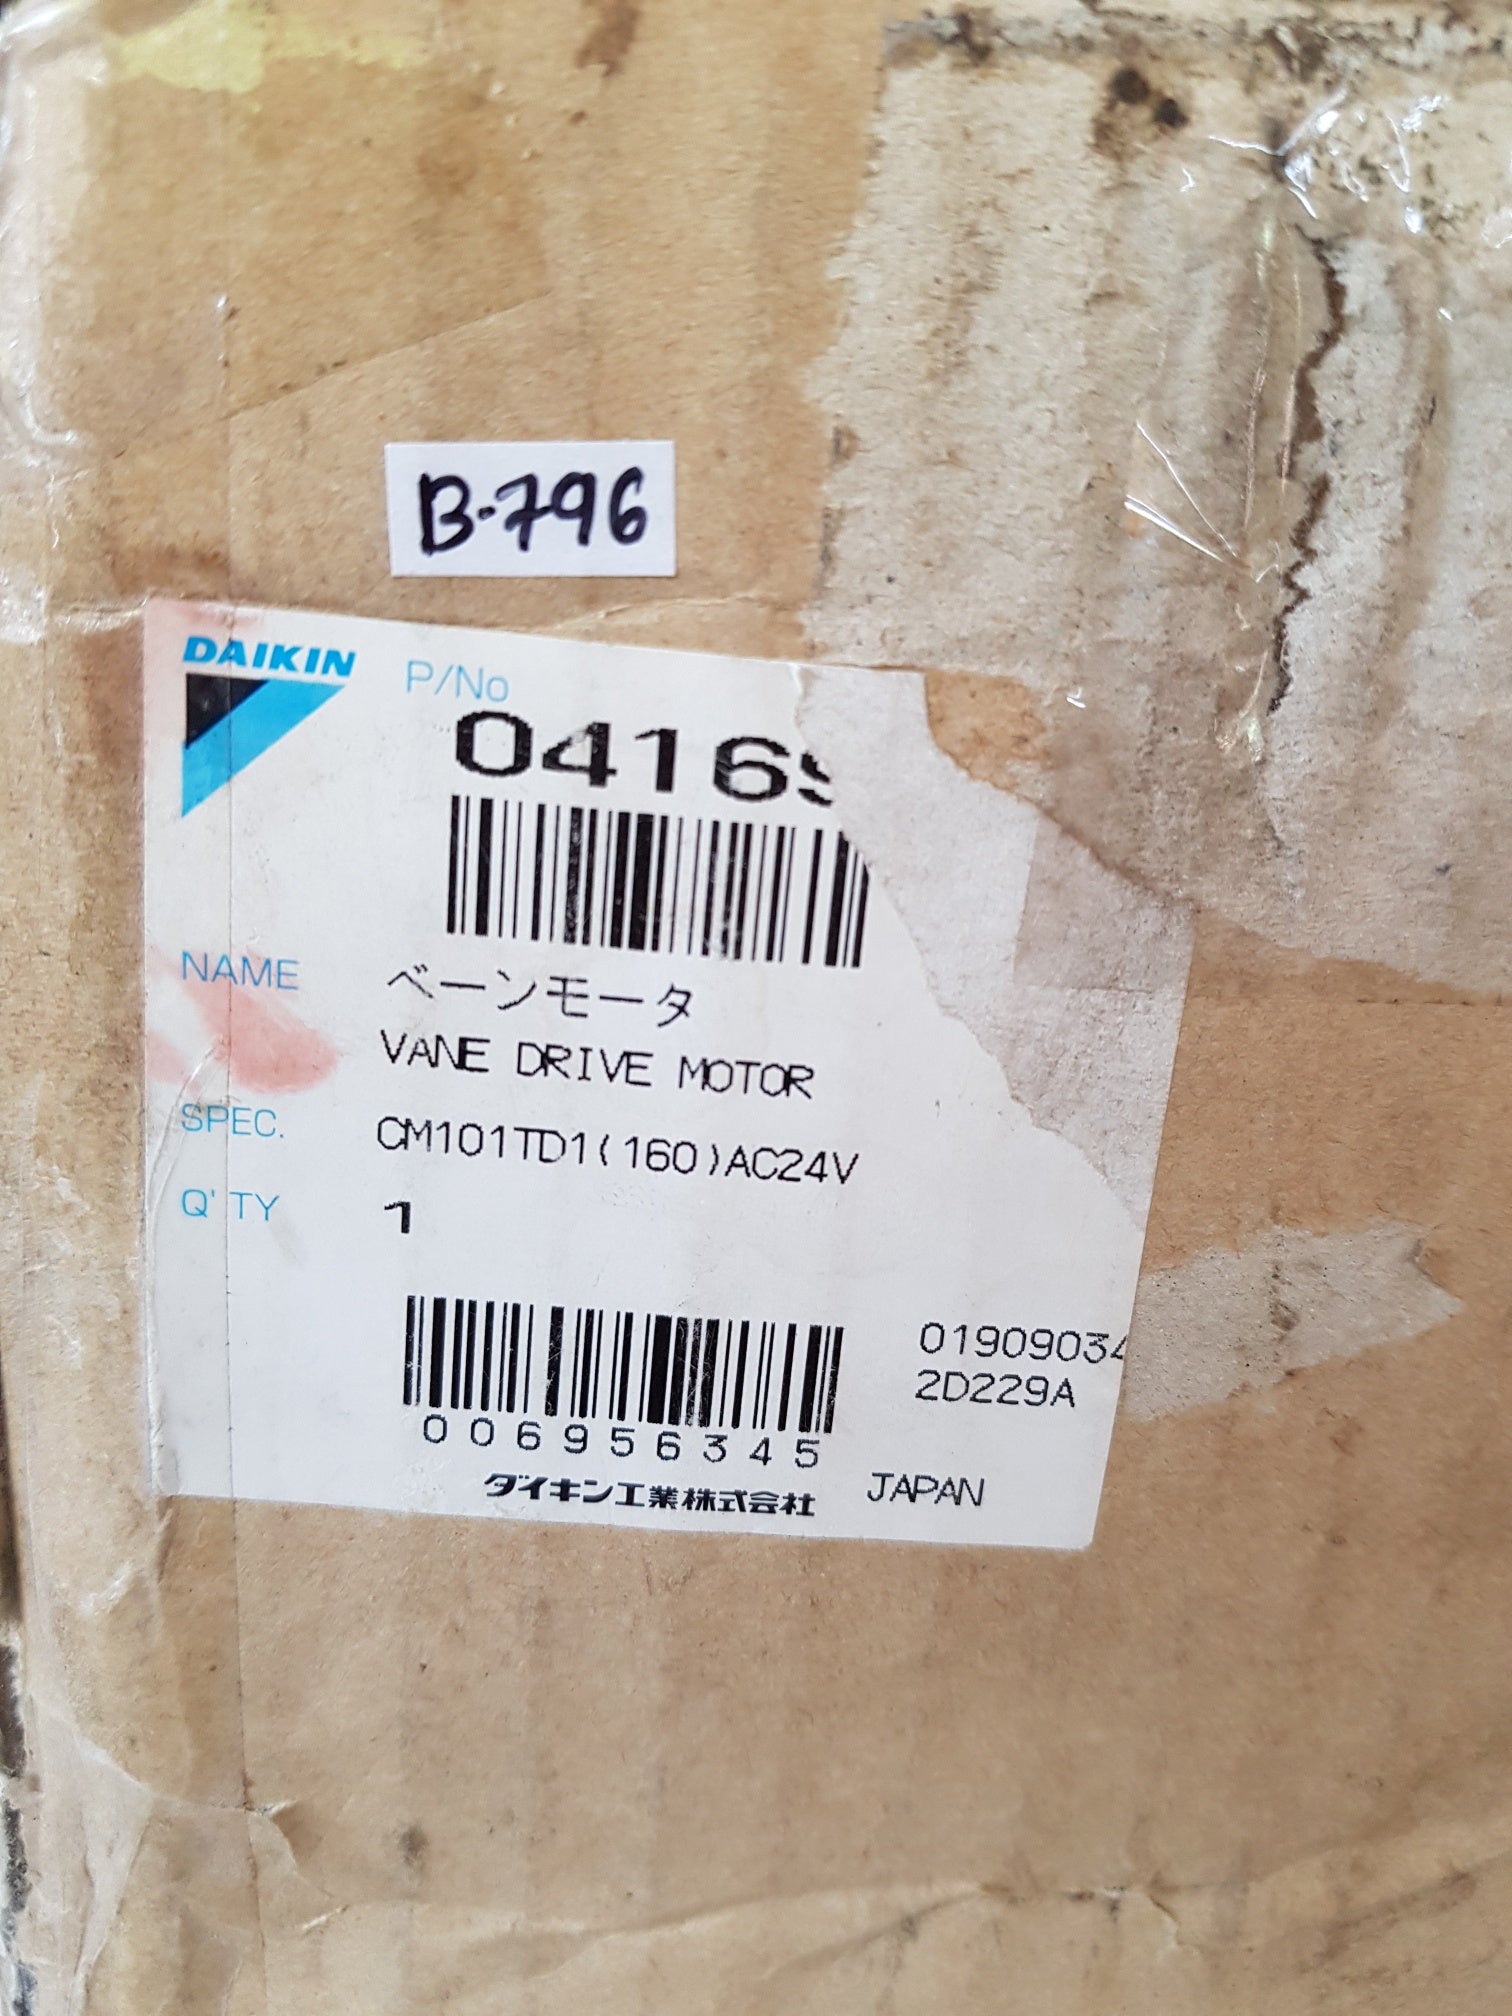 B-796
DAIKIN
P/No
0416
NAME
ベーンモータ
VANE DRIVE MOTOR
SPEC.
CM101TD1(160)AC24V
Q'TY
1
01909034
2D229A
006956345
ダイキン工業株式会社
JAPAN